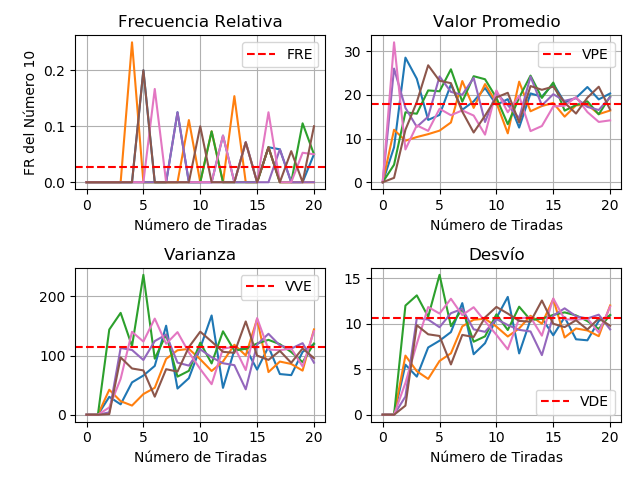 Frecuencia Relativa
FR del Número 10
0.2
0.1
0.0
FRE
0 5 10 15 20
Número de Tiradas
Valor Promedio
30
20
10
0
VPE
0 5 10 15 20
Número de Tiradas
Varianza
200
100
0
VVE
0 5 10 15 20
Número de Tiradas
Desvío
15
10
5
0
VDE
0 5 10 15 20
Número de Tiradas